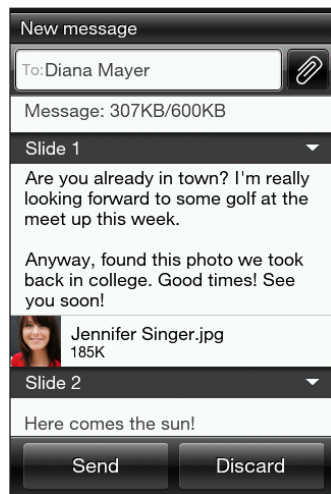 New message
To:Diana Mayer
Message: 307KB/600KB
Slide 1
Are you already in town? I'm really
looking forward to some golf at the
meet up this week.
Anyway, found this photo we took
back in college. Good times! See
you soon!
Jennifer Singer.jpg
185K
Slide 2
Here comes the sun!
Send Discard